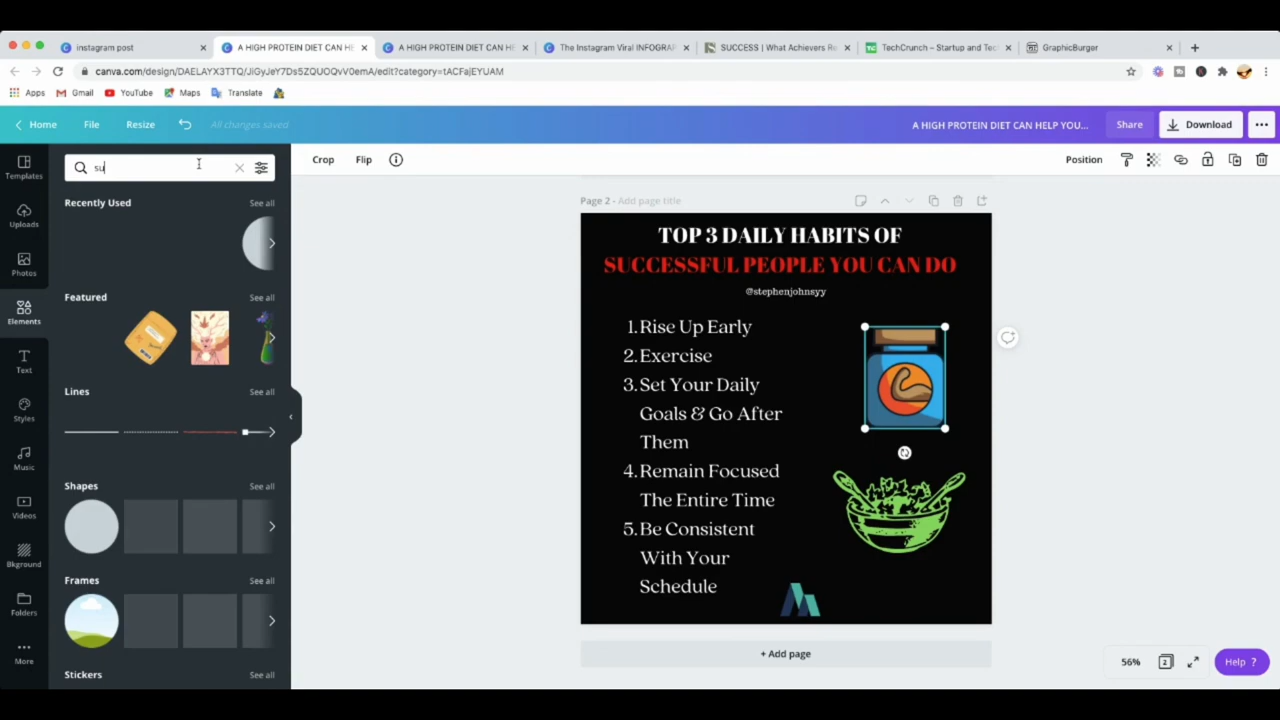 instagram post
A HIGH PROTEIN DIET CAN HE
A HIGH PROTEIN DIET CAN HE
The Instagram Viral INFOGRA
SUCCESS | What Achievers Re
TechCrunch – Startup and Tec
GraphicBurger
canva.com/design/DAELAYX3TTQ/JiGyJeY7Ds5ZQUOQvV0emA/edit?category=tACFajEYUAM
Apps
Gmail
YouTube
Maps
Translate
Home
File
Resize
All changes saved
A HIGH PROTEIN DIET CAN HELP YOU...
Share
Download
Templates
su
Crop
Flip
Position
Uploads
Photos
Elements
Text
Styles
Music
Videos
Bkground
Folders
More
Recently Used
See all
Featured
See all
Lines
See all
Shapes
See all
Frames
See all
Stickers
See all
Page 2 - Add page title
TOP 3 DAILY HABITS OF
SUCCESSFUL PEOPLE YOU CAN DO
@stephenjohnsyy
1. Rise Up Early
2. Exercise
3. Set Your Daily
Goals & Go After
Them
4. Remain Focused
The Entire Time
5. Be Consistent
With Your
Schedule
+ Add page
56%
2
Help ?